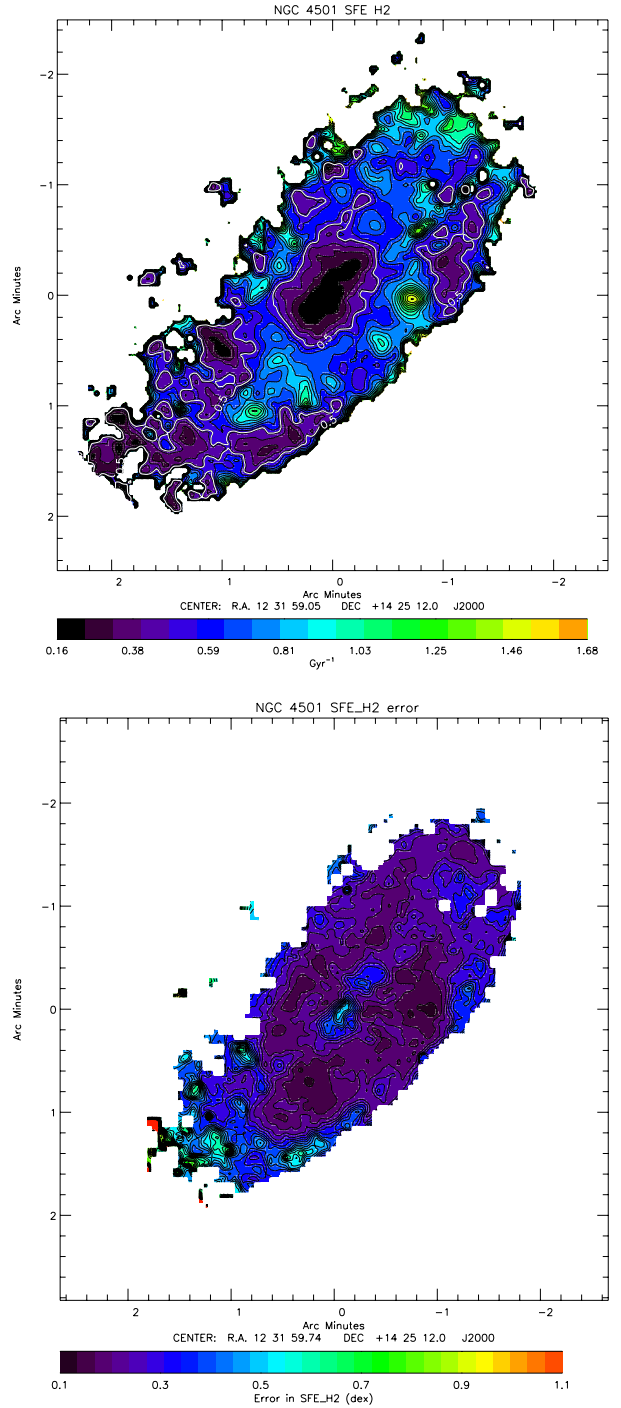 NGC 4501 SFE H2
-2
-1
0
1
2
Arc Minutes
0.5
0.5
0.5
0.5
0.5
2 1 0 -1 -2
Arc Minutes
CENTER: R.A. 12 31 59.05 DEC +14 25 12.0 J2000
0.16 0.38 0.59 0.81 1.03 1.25 1.46 1.68
Gyr⁻¹
NGC 4501 SFE_H2 error
-2
-1
0
1
2
Arc Minutes
2 1 0 -1 -2
Arc Minutes
CENTER: R.A. 12 31 59.74 DEC +14 25 12.0 J2000
0.1 0.3 0.5 0.7 0.9 1.1
Error in SFE_H2 (dex)